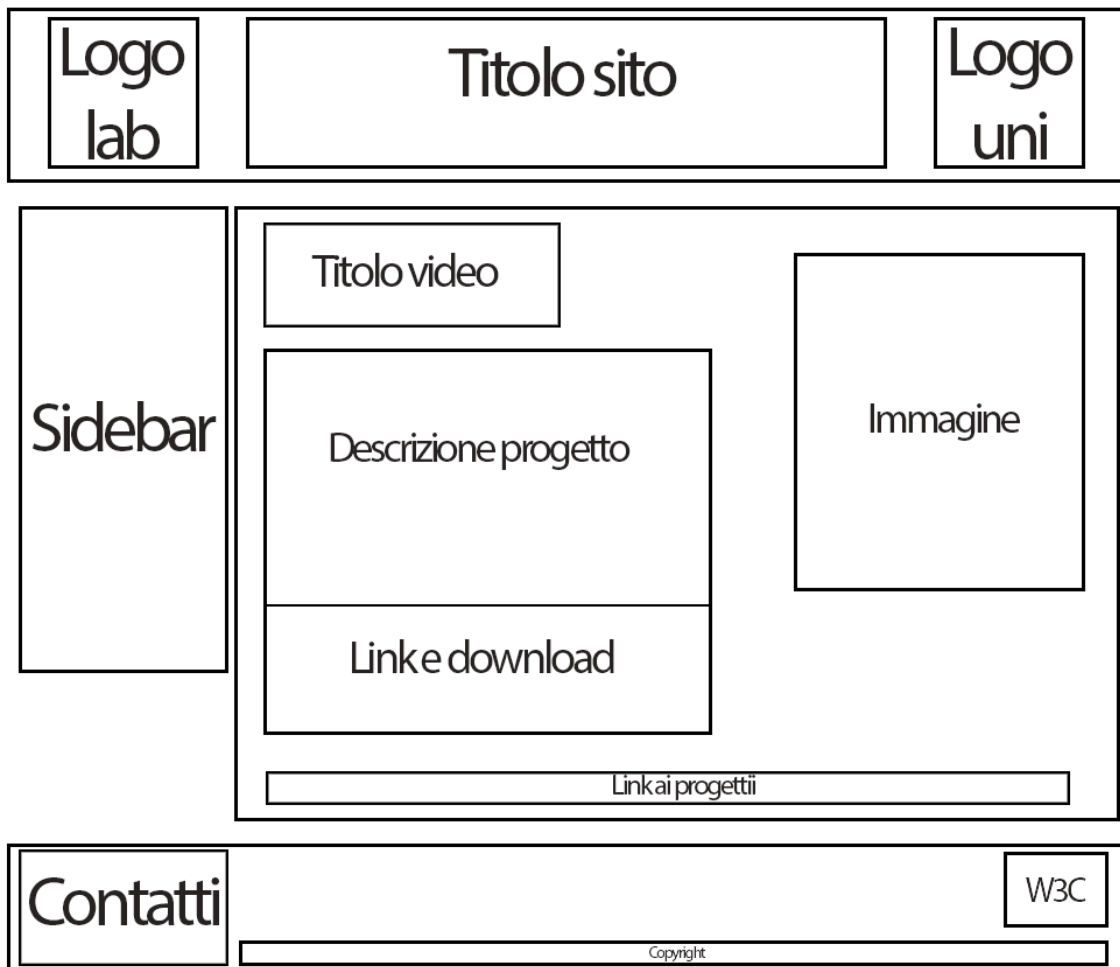 Logo
lab
Titolo sito
Logo
uni
Sidebar
Titolo video
Descrizione progetto
Immagine
Link e download
Link ai progettii
Contatti
W3C
Copyright